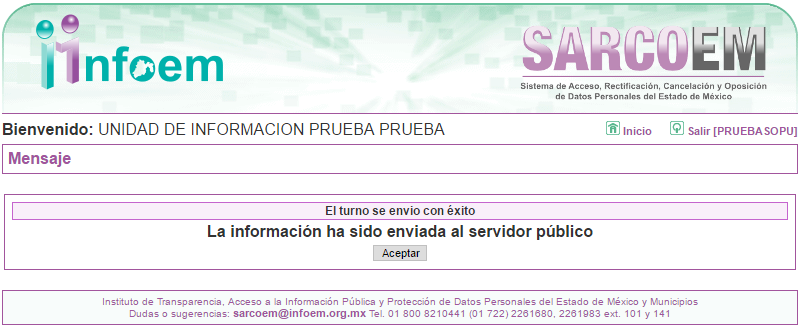 infoem
SARCOEM
Sistema de Acceso, Rectificación, Cancelación y Oposición
de Datos Personales del Estado de México
Bienvenido: UNIDAD DE INFORMACION PRUEBA PRUEBA
Inicio
Salir [PRUEBASOPU]
Mensaje
El turno se envio con éxito
La información ha sido enviada al servidor público
Aceptar
Instituto de Transparencia, Acceso a la Información Pública y Protección de Datos Personales del Estado de México y Municipios
Dudas o sugerencias: sarcoem@infoem.org.mx Tel. 01 800 8210441 (01 722) 2261680, 2261983 ext. 101 y 141